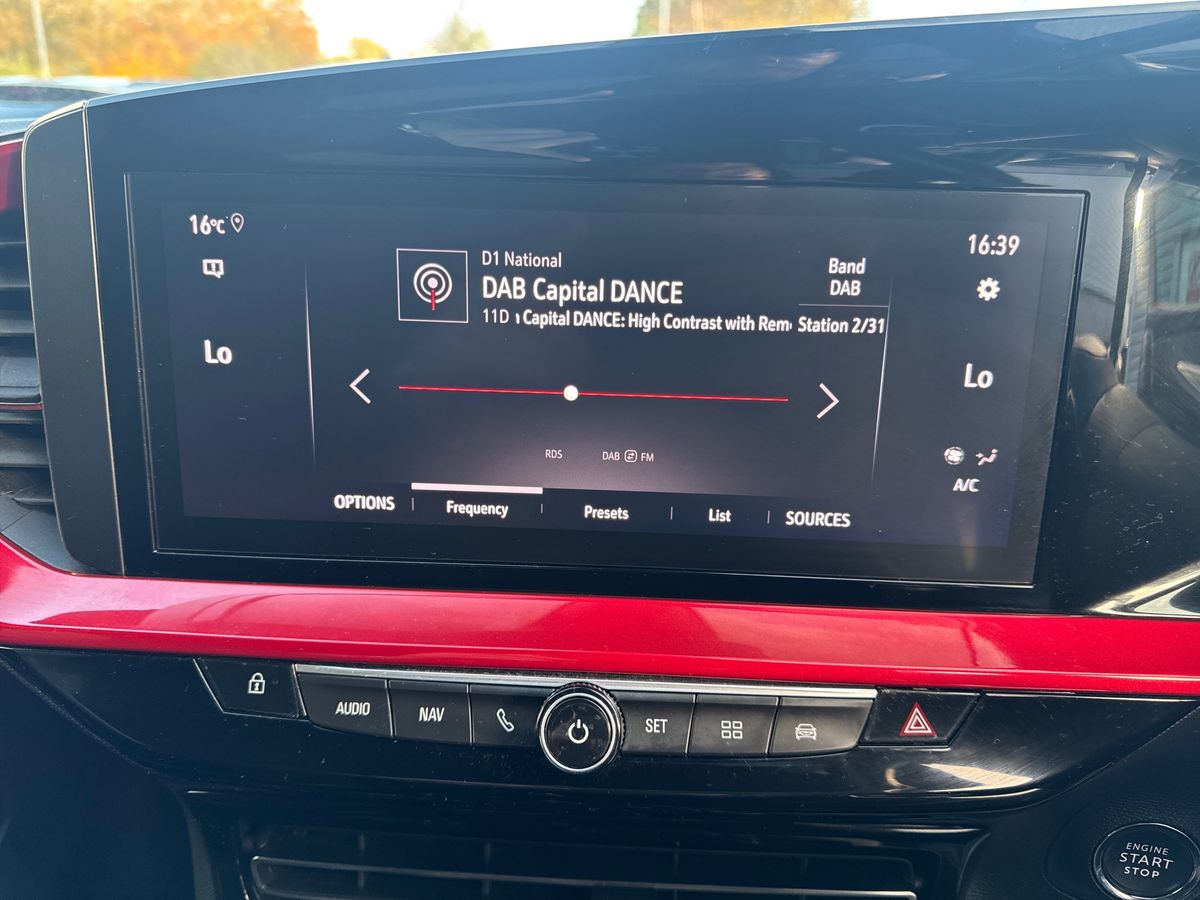 16°C
16:39
D1 National
DAB Capital DANCE
11D Capital DANCE: High Contrast with Rem
Band
DAB
Station 2/31
Lo
Lo
RDS
DAB FM
A/C
OPTIONS
Frequency
Presets
List
SOURCES
AUDIO
NAV
SET
ENGINE
START
STOP